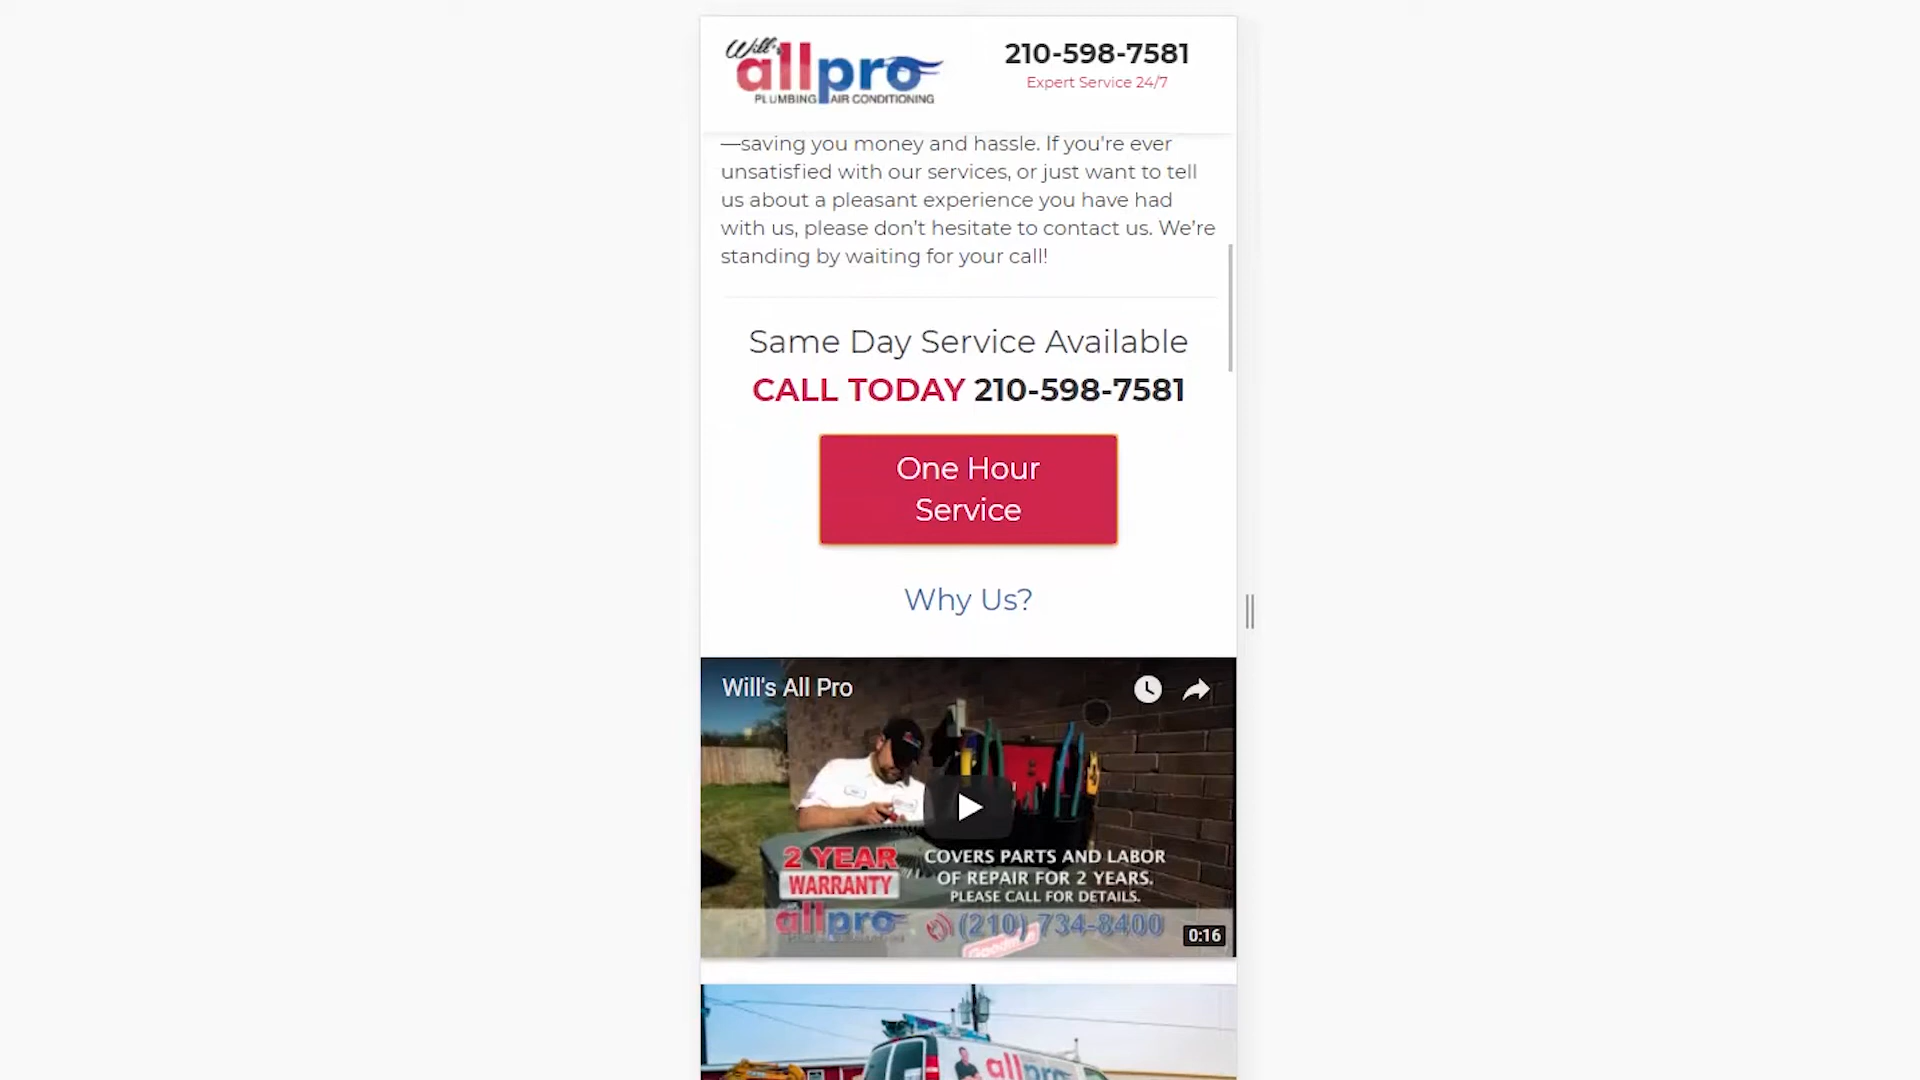 Will's
allpro
PLUMBING AIR CONDITIONING
210-598-7581
Expert Service 24/7
—saving you money and hassle. If you're ever
unsatisfied with our services, or just want to tell
us about a pleasant experience you have had
with us, please don’t hesitate to contact us. We’re
standing by waiting for your call!
Same Day Service Available
CALL TODAY 210-598-7581
One Hour
Service
Why Us?
Will's All Pro
2 YEAR
WARRANTY
COVERS PARTS AND LABOR
OF REPAIR FOR 2 YEARS.
PLEASE CALL FOR DETAILS.
allpro
(210) 734-8400
Goodman
0:16
allpro